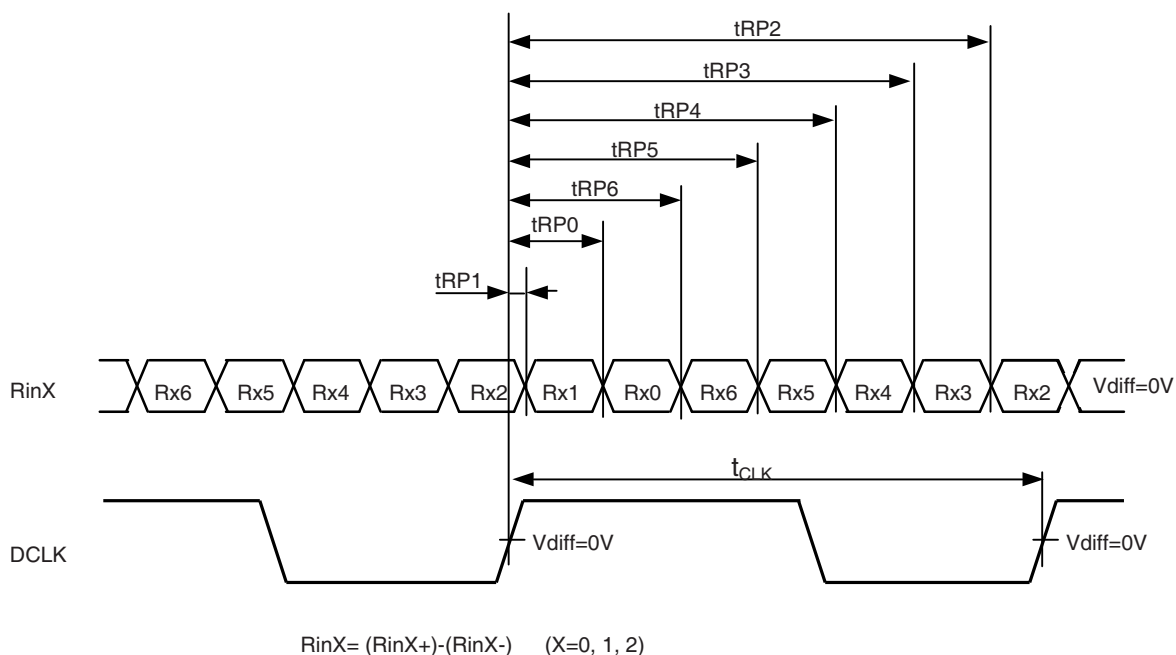 tRP2
tRP3
tRP4
tRP5
tRP6
tRP0
tRP1
RinX Rx6 Rx5 Rx4 Rx3 Rx2 Rx1 Rx0 Rx6 Rx5 Rx4 Rx3 Rx2 Vdiff=0V
tCLK
DCLK Vdiff=0V Vdiff=0V
RinX= (RinX+)-(RinX-) (X=0, 1, 2)